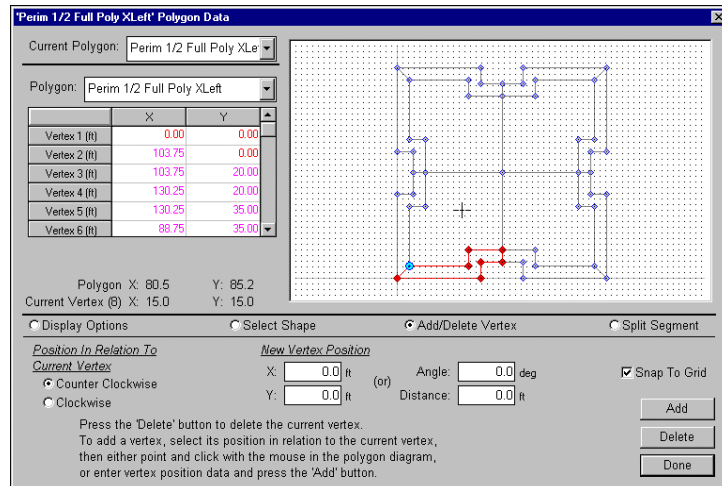 'Perim 1/2 Full Poly XLeft' Polygon Data
Current Polygon: Perim 1/2 Full Poly XLe
Polygon: Perim 1/2 Full Poly XLeft
X Y
Vertex 1 (ft) 0.00 0.00
Vertex 2 (ft) 103.75 0.00
Vertex 3 (ft) 103.75 20.00
Vertex 4 (ft) 130.25 20.00
Vertex 5 (ft) 130.25 35.00
Vertex 6 (ft) 88.75 35.00
Polygon X: 80.5 Y: 85.2
Current Vertex (8) X: 15.0 Y: 15.0
Display Options Select Shape Add/Delete Vertex Split Segment
Position In Relation To
Current Vertex
Counter Clockwise
Clockwise
New Vertex Position
X: 0.0 ft (or) Angle: 0.0 deg
Y: 0.0 ft Distance: 0.0 ft
Snap To Grid
Press the 'Delete' button to delete the current vertex.
To add a vertex, select its position in relation to the current vertex,
then either point and click with the mouse in the polygon diagram,
or enter vertex position data and press the 'Add' button.
Add
Delete
Done